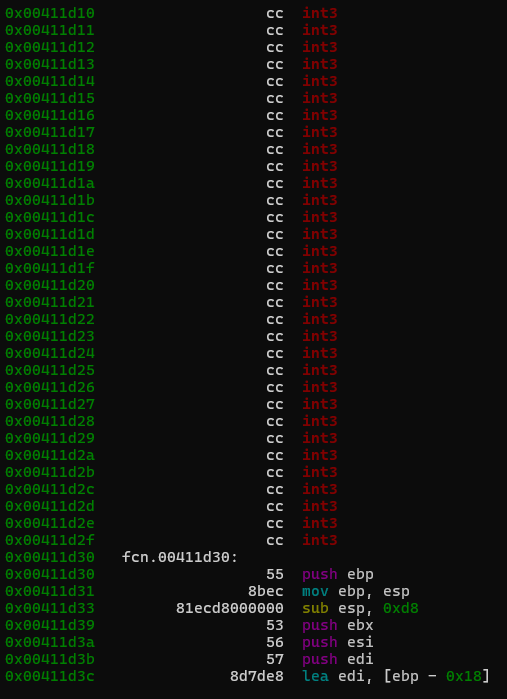 0x00411d10 cc int3
0x00411d11 cc int3
0x00411d12 cc int3
0x00411d13 cc int3
0x00411d14 cc int3
0x00411d15 cc int3
0x00411d16 cc int3
0x00411d17 cc int3
0x00411d18 cc int3
0x00411d19 cc int3
0x00411d1a cc int3
0x00411d1b cc int3
0x00411d1c cc int3
0x00411d1d cc int3
0x00411d1e cc int3
0x00411d1f cc int3
0x00411d20 cc int3
0x00411d21 cc int3
0x00411d22 cc int3
0x00411d23 cc int3
0x00411d24 cc int3
0x00411d25 cc int3
0x00411d26 cc int3
0x00411d27 cc int3
0x00411d28 cc int3
0x00411d29 cc int3
0x00411d2a cc int3
0x00411d2b cc int3
0x00411d2c cc int3
0x00411d2d cc int3
0x00411d2e cc int3
0x00411d2f cc int3
0x00411d30 fcn.00411d30:
0x00411d30 55 push ebp
0x00411d31 8bec mov ebp, esp
0x00411d33 81ecd8000000 sub esp, 0xd8
0x00411d39 53 push ebx
0x00411d3a 56 push esi
0x00411d3b 57 push edi
0x00411d3c 8d7de8 lea edi, [ebp - 0x18]